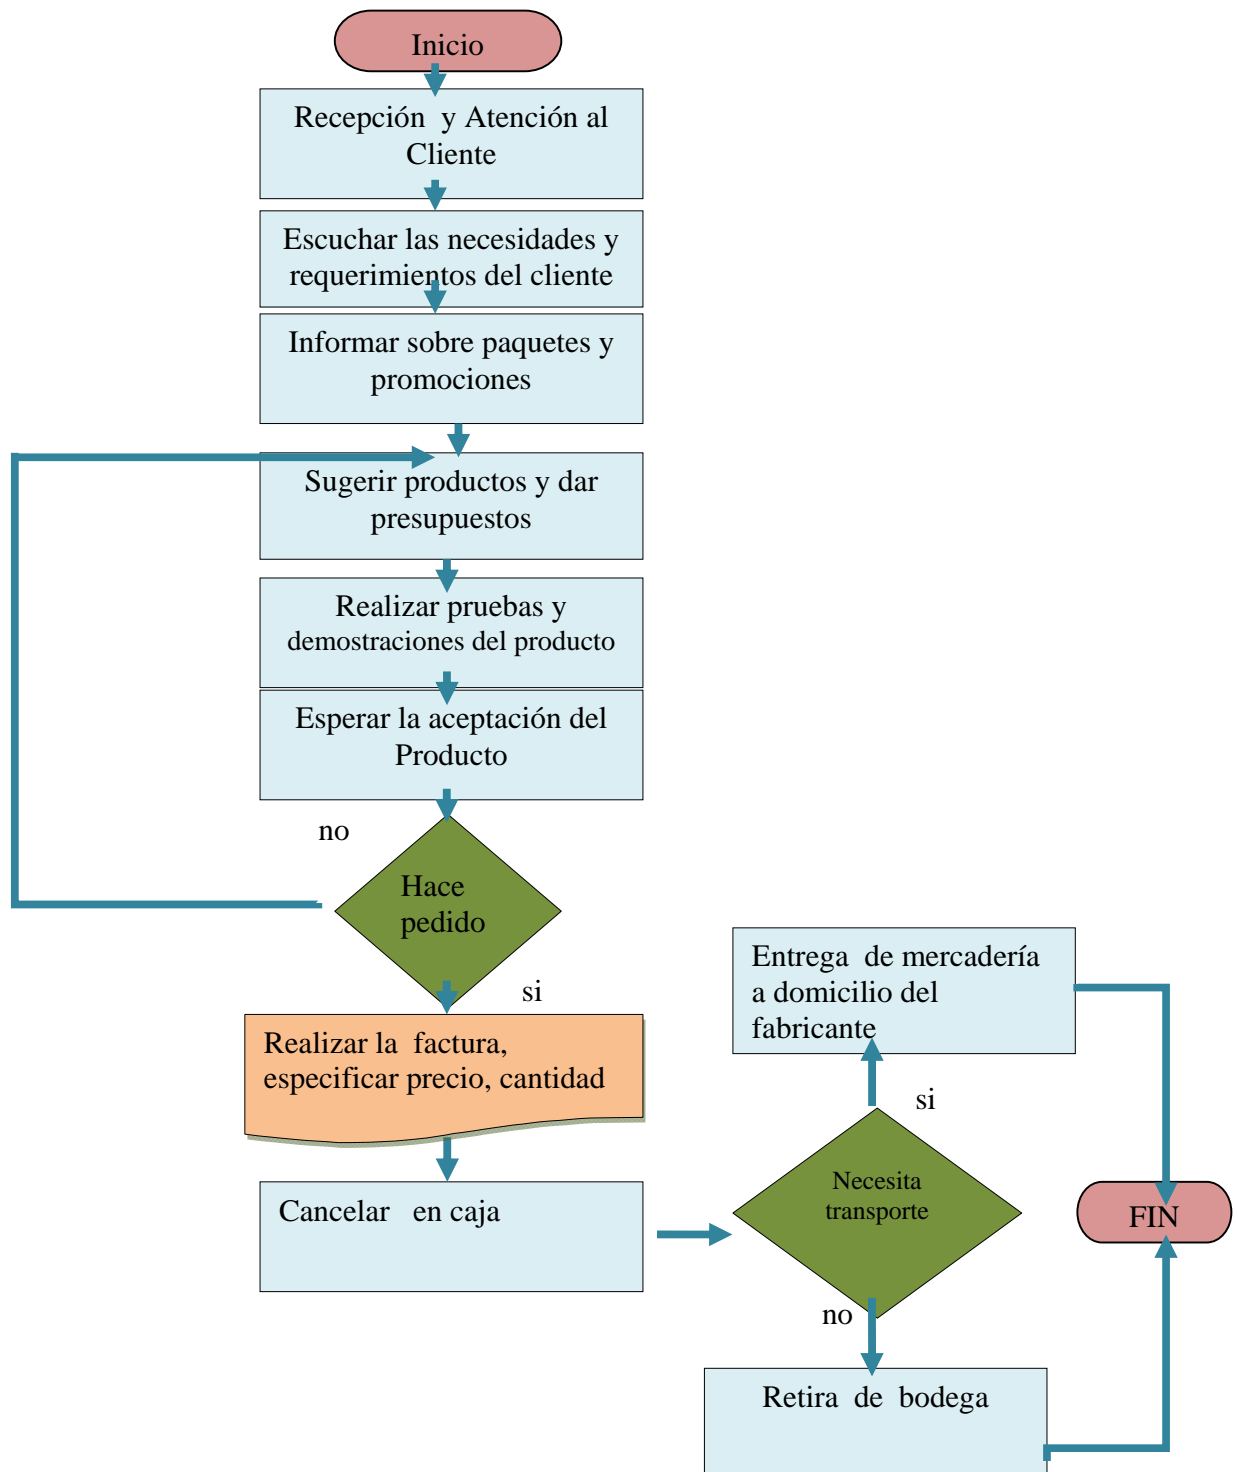 Inicio
Recepción y Atención al
Cliente
Escuchar las necesidades y
requerimientos del cliente
Informar sobre paquetes y
promociones
Sugerir productos y dar
presupuestos
Realizar pruebas y
demostraciones del producto
Esperar la aceptación del
Producto
no
Hace
pedido
si
Realizar la factura,
especificar precio, cantidad
Cancelar en caja
Entrega de mercadería
a domicilio del
fabricante
si
Necesita
transporte
FIN
no
Retira de bodega